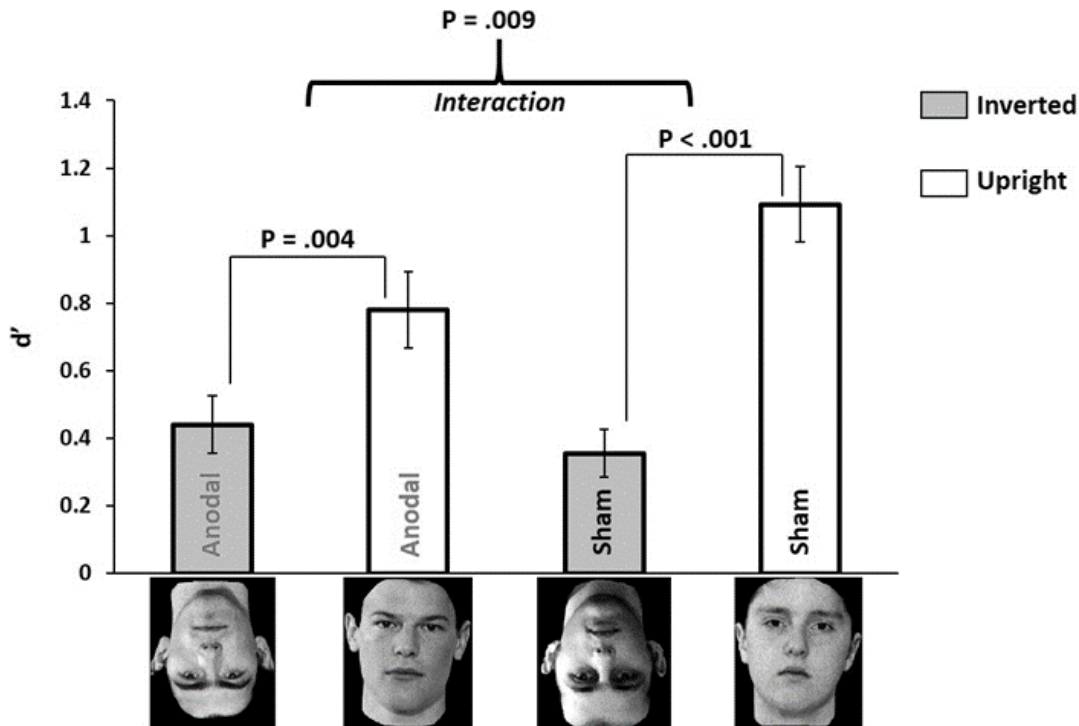 P = .009
Interaction
1.4
1.2
1
0.8
0.6
0.4
0.2
0
d’
P = .004
P < .001
Inverted
Upright
Anodal
Anodal
Sham
Sham